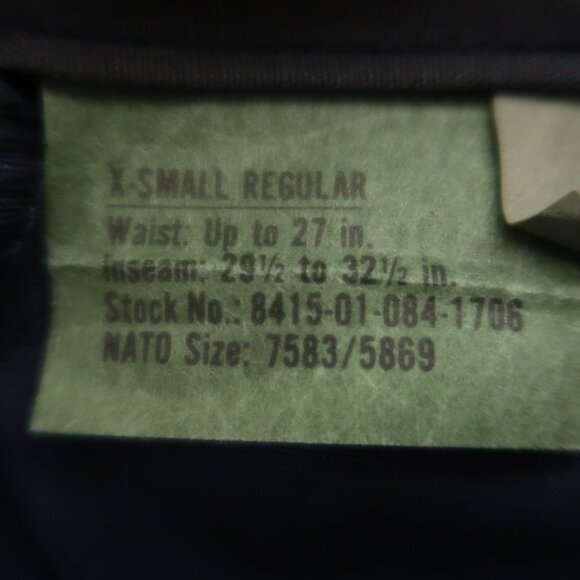 X-SMALL REGULAR
Waist: Up to 27 in.
Inseam: 29½ to 32½ in.
Stock No.: 8415-01-084-1706
NATO Size: 7583/5869